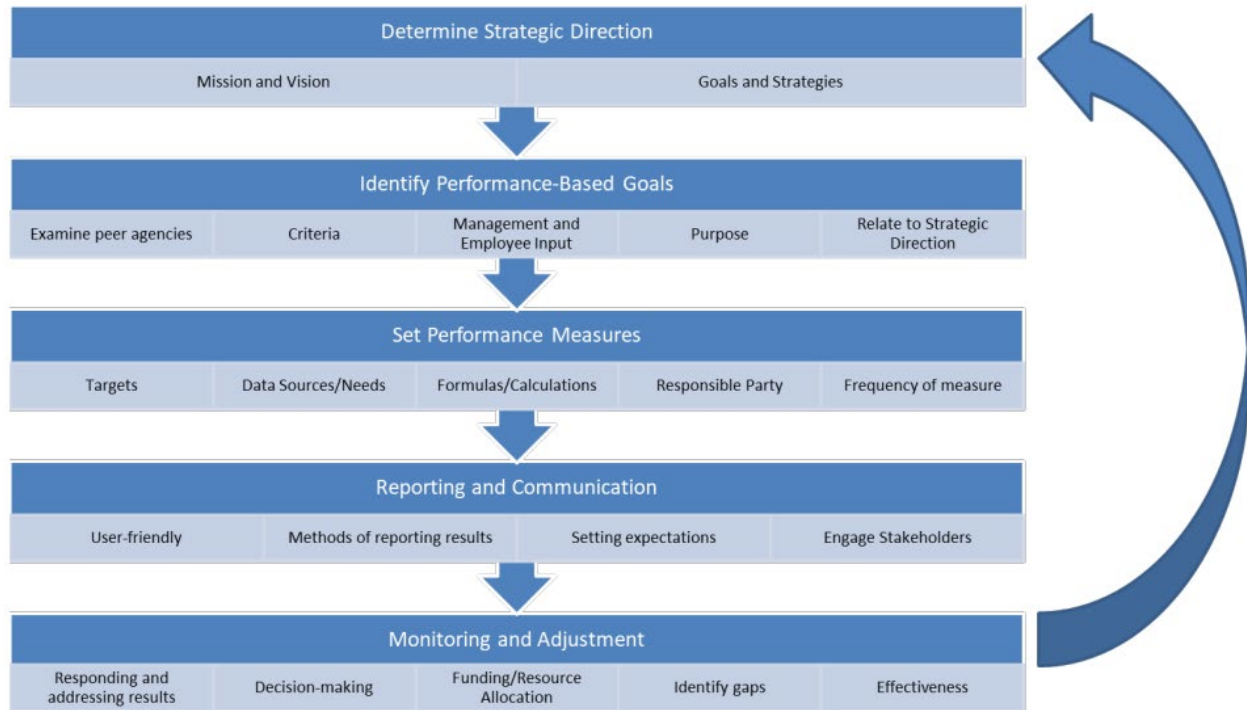 Determine Strategic Direction
Mission and Vision
Goals and Strategies
Identify Performance-Based Goals
Examine peer agencies
Criteria
Management and
Employee Input
Purpose
Relate to Strategic
Direction
Set Performance Measures
Targets
Data Sources/Needs
Formulas/Calculations
Responsible Party
Frequency of measure
Reporting and Communication
User-friendly
Methods of reporting results
Setting expectations
Engage Stakeholders
Monitoring and Adjustment
Responding and
addressing results
Decision-making
Funding/Resource
Allocation
Identify gaps
Effectiveness